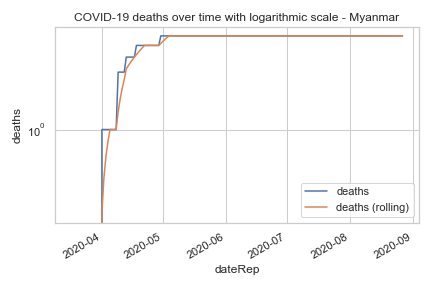 COVID-19 deaths over time with logarithmic scale - Myanmar
deaths
10⁰
deaths
deaths (rolling)
2020-04
2020-05
2020-06
2020-07
2020-08
2020-09
dateRep